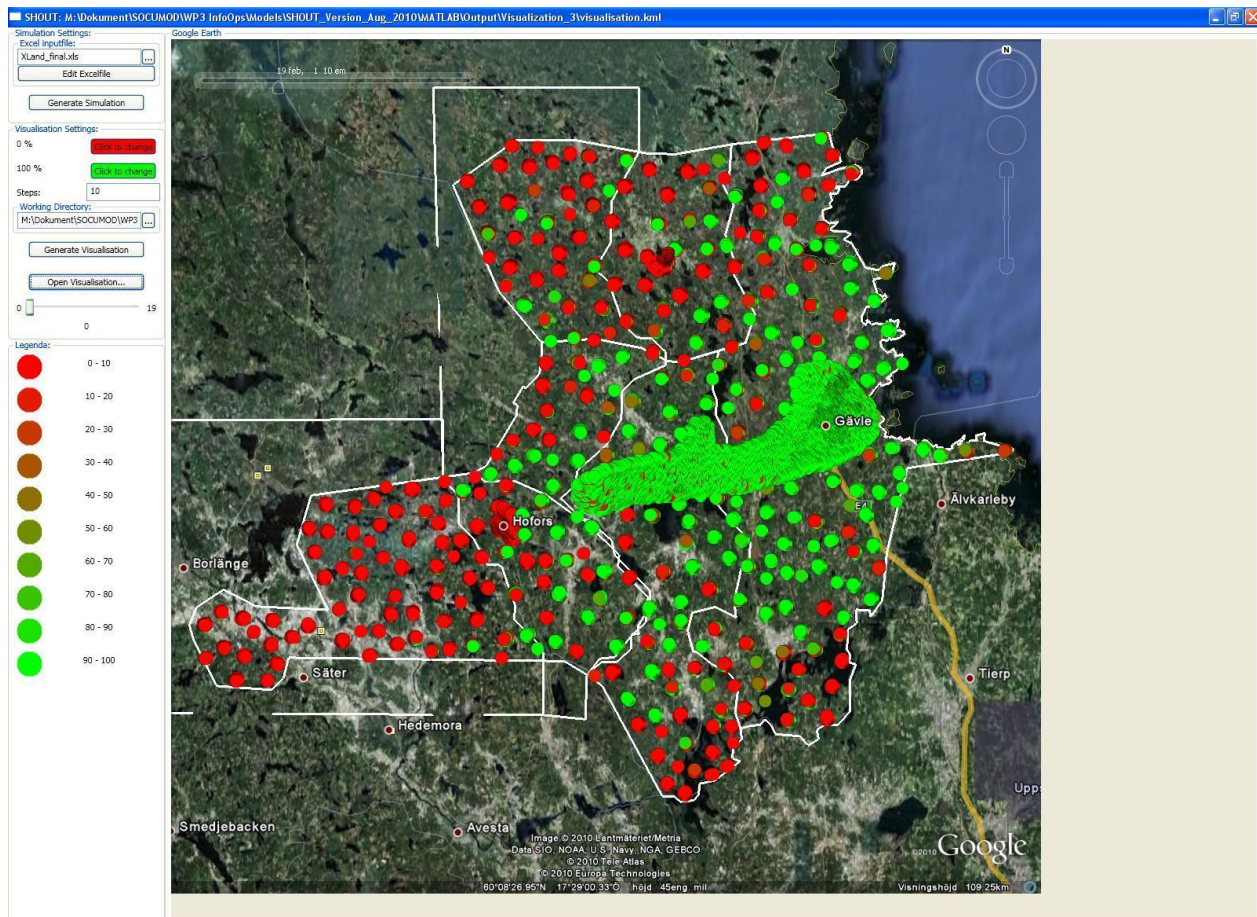 SHOUT: M:\Dokument\SOCUMOD\WP3 InfoOps\Models\SHOUT_Version_Aug_2010\MATLAB\Output\Visualization_3\visualisation.kml
Simulation Settings:
Excel inputfile:
XLand_final.xls
...
Edit Excelfile
Generate Simulation
Visualisation Settings:
0 %
Click to change
100 %
Click to change
Steps:
10
Working Directory:
M:\Dokument\SOCUMOD\WP3
...
Generate Visualisation
Open Visualisation...
0
19
0
Legenda:
0 - 10
10 - 20
20 - 30
30 - 40
40 - 50
50 - 60
60 - 70
70 - 80
80 - 90
90 - 100
Google Earth
19 feb, 1 10 em
N
Gävle
Älvkarleby
E4
Hofors
Borlänge
Säter
Tierp
Hedemora
Upps
Smedjebacken
Avesta
Image © 2010 Lantmäteriet/Metria
Data SIO, NOAA, U.S. Navy, NGA, GEBCO
© 2010 Tele Atlas
© 2010 Europa Technologies
©2010 Google
60°08'26.95"N 17°29'00.33"O höjd 45eng. mil
Visningshöjd 109.25km